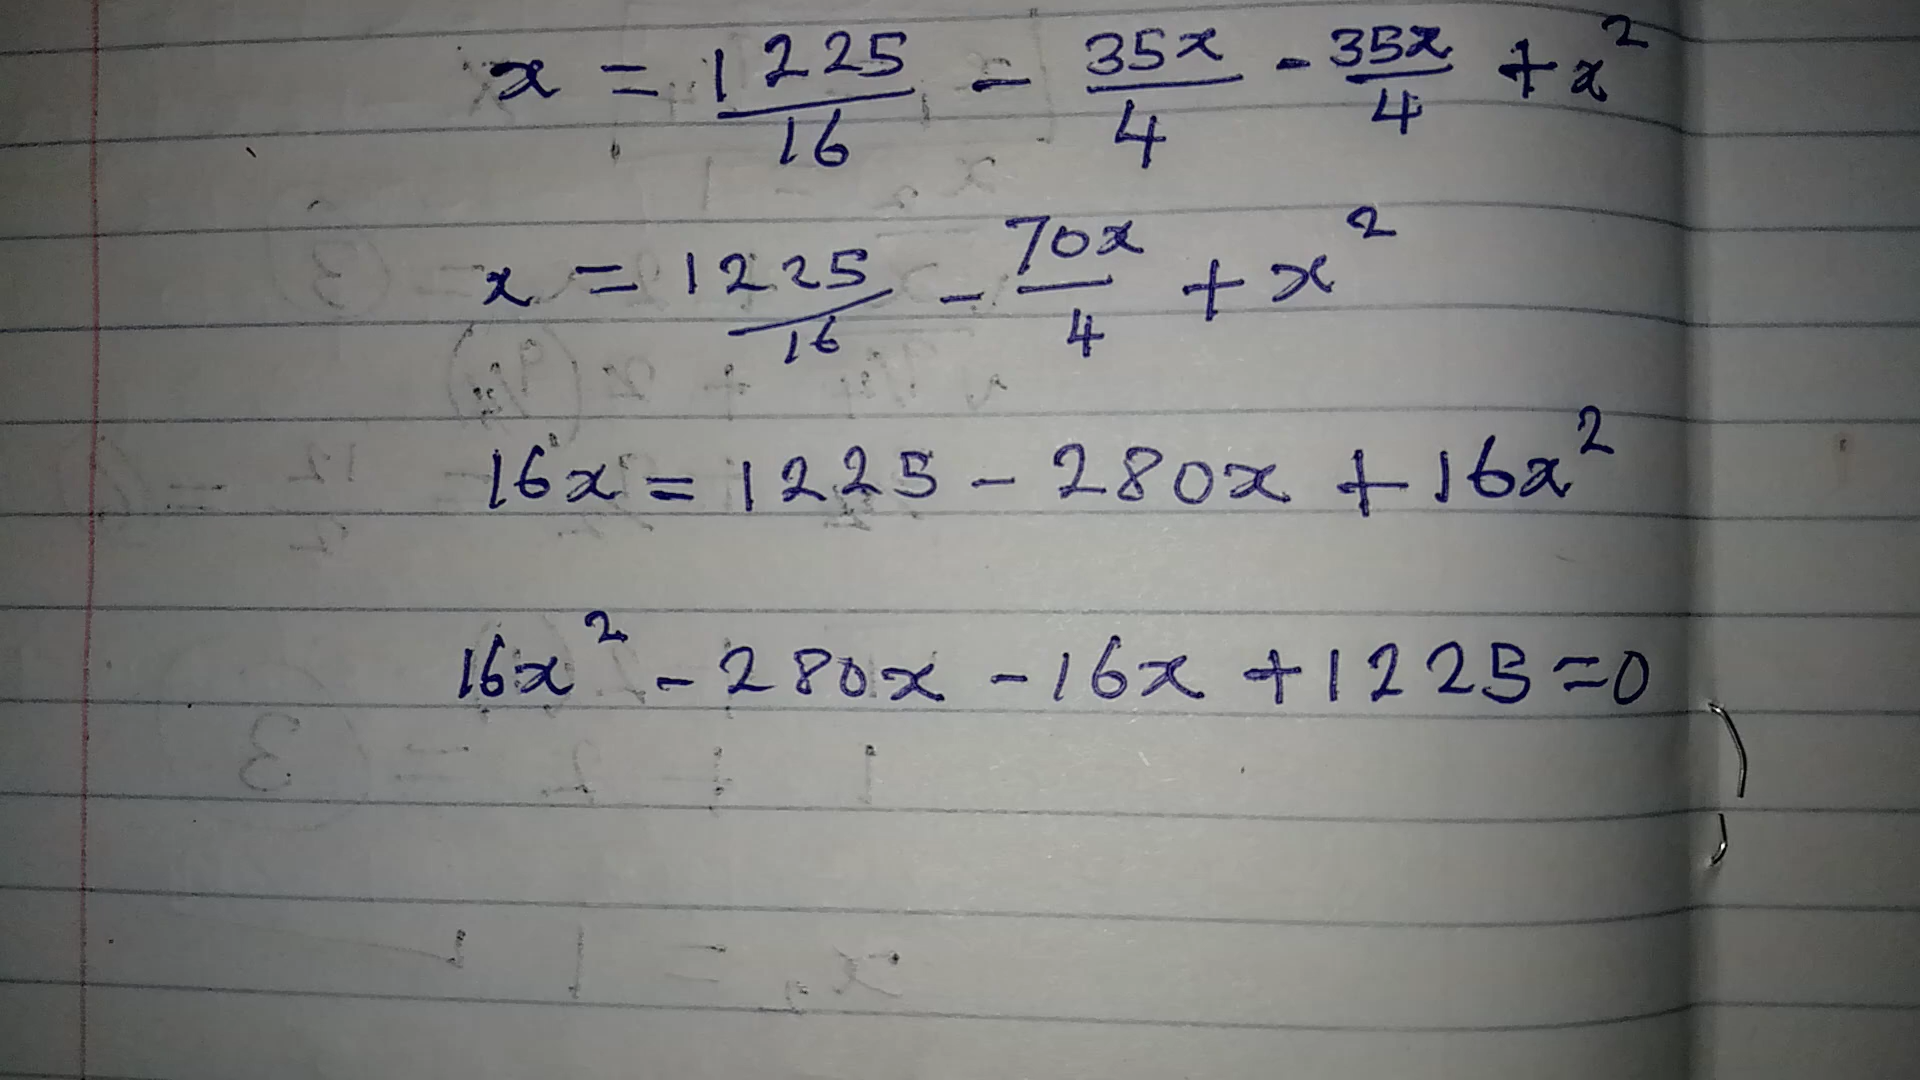 x = 1225/16 - 35x/4 - 35x/4 + x²
x = 1225/16 - 70x/4 + x²
16x = 1225 - 280x + 16x²
16x² - 280x - 16x + 1225 = 0